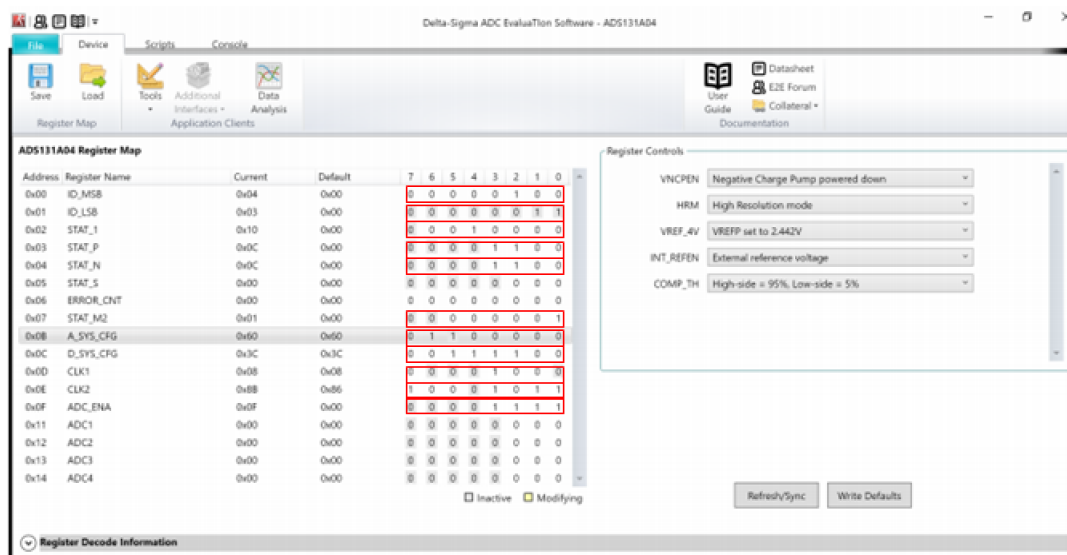 Delta-Sigma ADC EvaluaTion Software - ADS131A04
File Device Scripts Console
Save Load Tools Additional Interfaces Data Analysis User Guide Datasheet E2E Forum Collateral
Register Map Application Clients Documentation
ADS131A04 Register Map
Address Register Name Current Default 7 6 5 4 3 2 1 0
0x00 ID_MSB 0x04 0x00 0 0 0 0 0 1 0 0
0x01 ID_LSB 0x03 0x00 0 0 0 0 0 0 1 1
0x02 STAT_1 0x10 0x00 0 0 0 1 0 0 0 0
0x03 STAT_P 0x0C 0x00 0 0 0 0 1 1 0 0
0x04 STAT_N 0x0C 0x00 0 0 0 0 1 1 0 0
0x05 STAT_S 0x00 0x00 0 0 0 0 0 0 0 0
0x06 ERROR_CNT 0x00 0x00 0 0 0 0 0 0 0 0
0x07 STAT_M2 0x01 0x00 0 0 0 0 0 0 0 1
0x0B A_SYS_CFG 0x60 0x60 0 1 1 0 0 0 0 0
0x0C D_SYS_CFG 0x3C 0x3C 0 0 1 1 1 1 0 0
0x0D CLK1 0x08 0x08 0 0 0 0 1 0 0 0
0x0E CLK2 0x8B 0x86 1 0 0 0 1 0 1 1
0x0F ADC_ENA 0x0F 0x00 0 0 0 0 1 1 1 1
0x11 ADC1 0x00 0x00 0 0 0 0 0 0 0 0
0x12 ADC2 0x00 0x00 0 0 0 0 0 0 0 0
0x13 ADC3 0x00 0x00 0 0 0 0 0 0 0 0
0x14 ADC4 0x00 0x00 0 0 0 0 0 0 0 0
Inactive Modifying
Register Controls
VNCPEN Negative Charge Pump powered down
HRM High Resolution mode
VREF_4V VREFP set to 2.442V
INT_REFEN External reference voltage
COMP_TH High-side = 95%, Low-side = 5%
Refresh/Sync Write Defaults
Register Decode Information